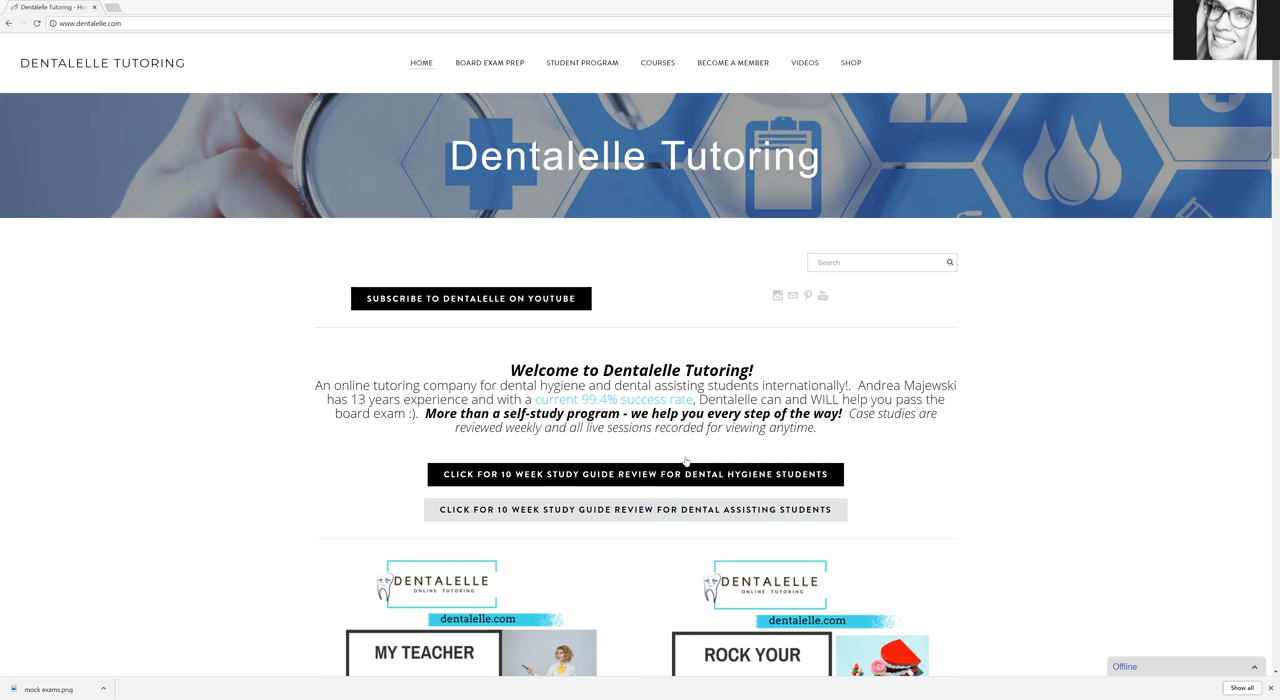 Dentalelle Tutoring - Ho
www.dentalelle.com
DENTALELLE TUTORING
HOME
BOARD EXAM PREP
STUDENT PROGRAM
COURSES
BECOME A MEMBER
VIDEOS
SHOP
Dentalelle Tutoring
Search
SUBSCRIBE TO DENTALELLE ON YOUTUBE
You
Welcome to Dentalelle Tutoring!
An online tutoring company for dental hygiene and dental assisting students internationally!. Andrea Majewski
has 13 years experience and with a current 99.4% success rate, Dentalelle can and WILL help you pass the
board exam :). More than a self-study program - we help you every step of the way! Case studies are
reviewed weekly and all live sessions recorded for viewing anytime.
CLICK FOR 10 WEEK STUDY GUIDE REVIEW FOR DENTAL HYGIENE STUDENTS
CLICK FOR 10 WEEK STUDY GUIDE REVIEW FOR DENTAL ASSISTING STUDENTS
DENTALELLE
ONLINE TUTORING
dentalelle.com
MY TEACHER
DENTALELLE
ONLINE TUTORING
dentalelle.com
ROCK YOUR
Offline
mock exams.png
Show all